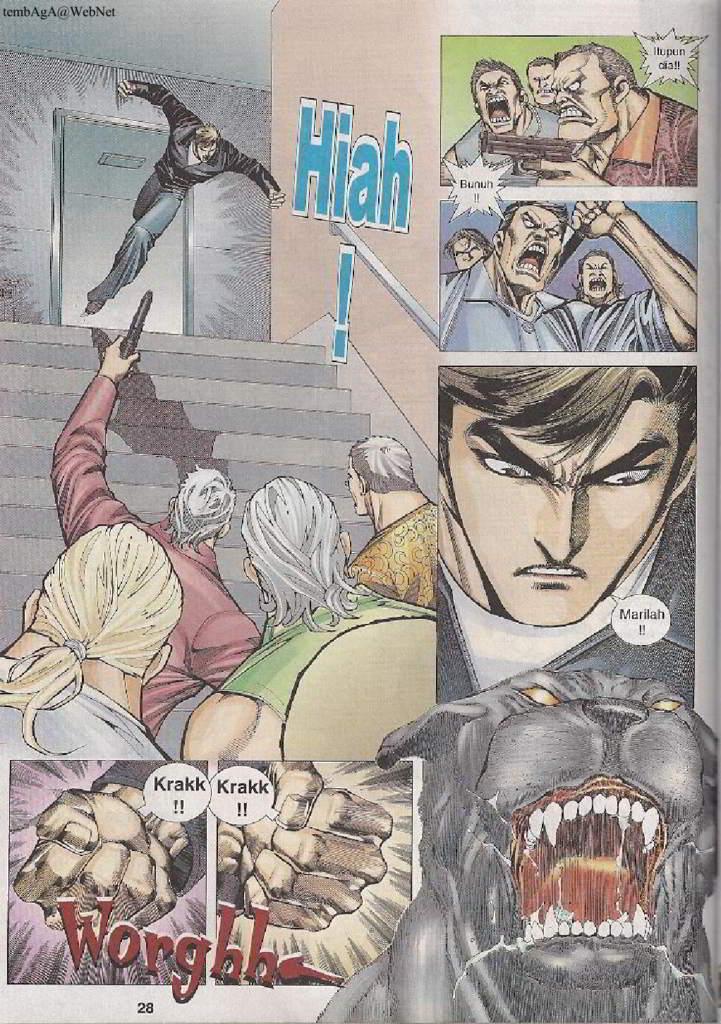 tembAgA@WebNet
Hiah
!
Itupun
dia!!
Bunuh
!!
Marilah
!!
Krakk
!!
Krakk
!!
Worghh
28